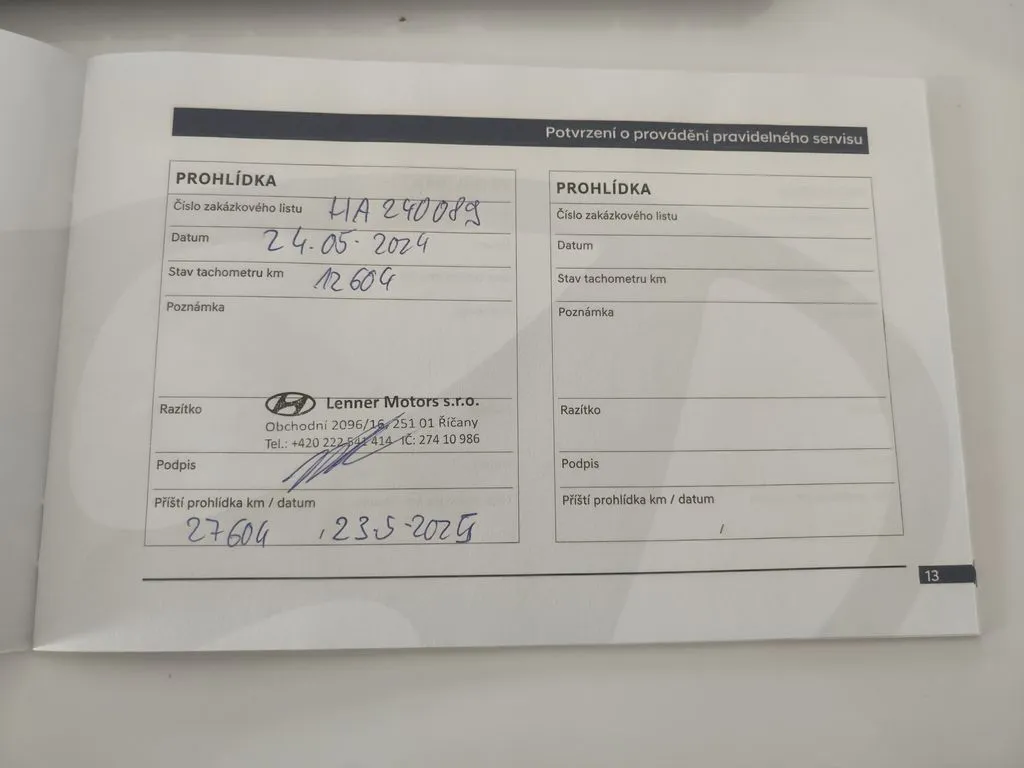 Potvrzení o provádění pravidelného servisu
PROHLÍDKA
Číslo zakázkového listu HA 240089
Datum 24.05.2024
Stav tachometru km 12604
Poznámka
Razítko
Lenner Motors s.r.o.
Obchodní 2096/16, 251 01 Říčany
Tel.: +420 222 541 414 IČ: 274 10 986
Podpis
Příští prohlídka km / datum
27604 , 23.5.2025
PROHLÍDKA
Číslo zakázkového listu
Datum
Stav tachometru km
Poznámka
Razítko
Podpis
Příští prohlídka km / datum
/
13